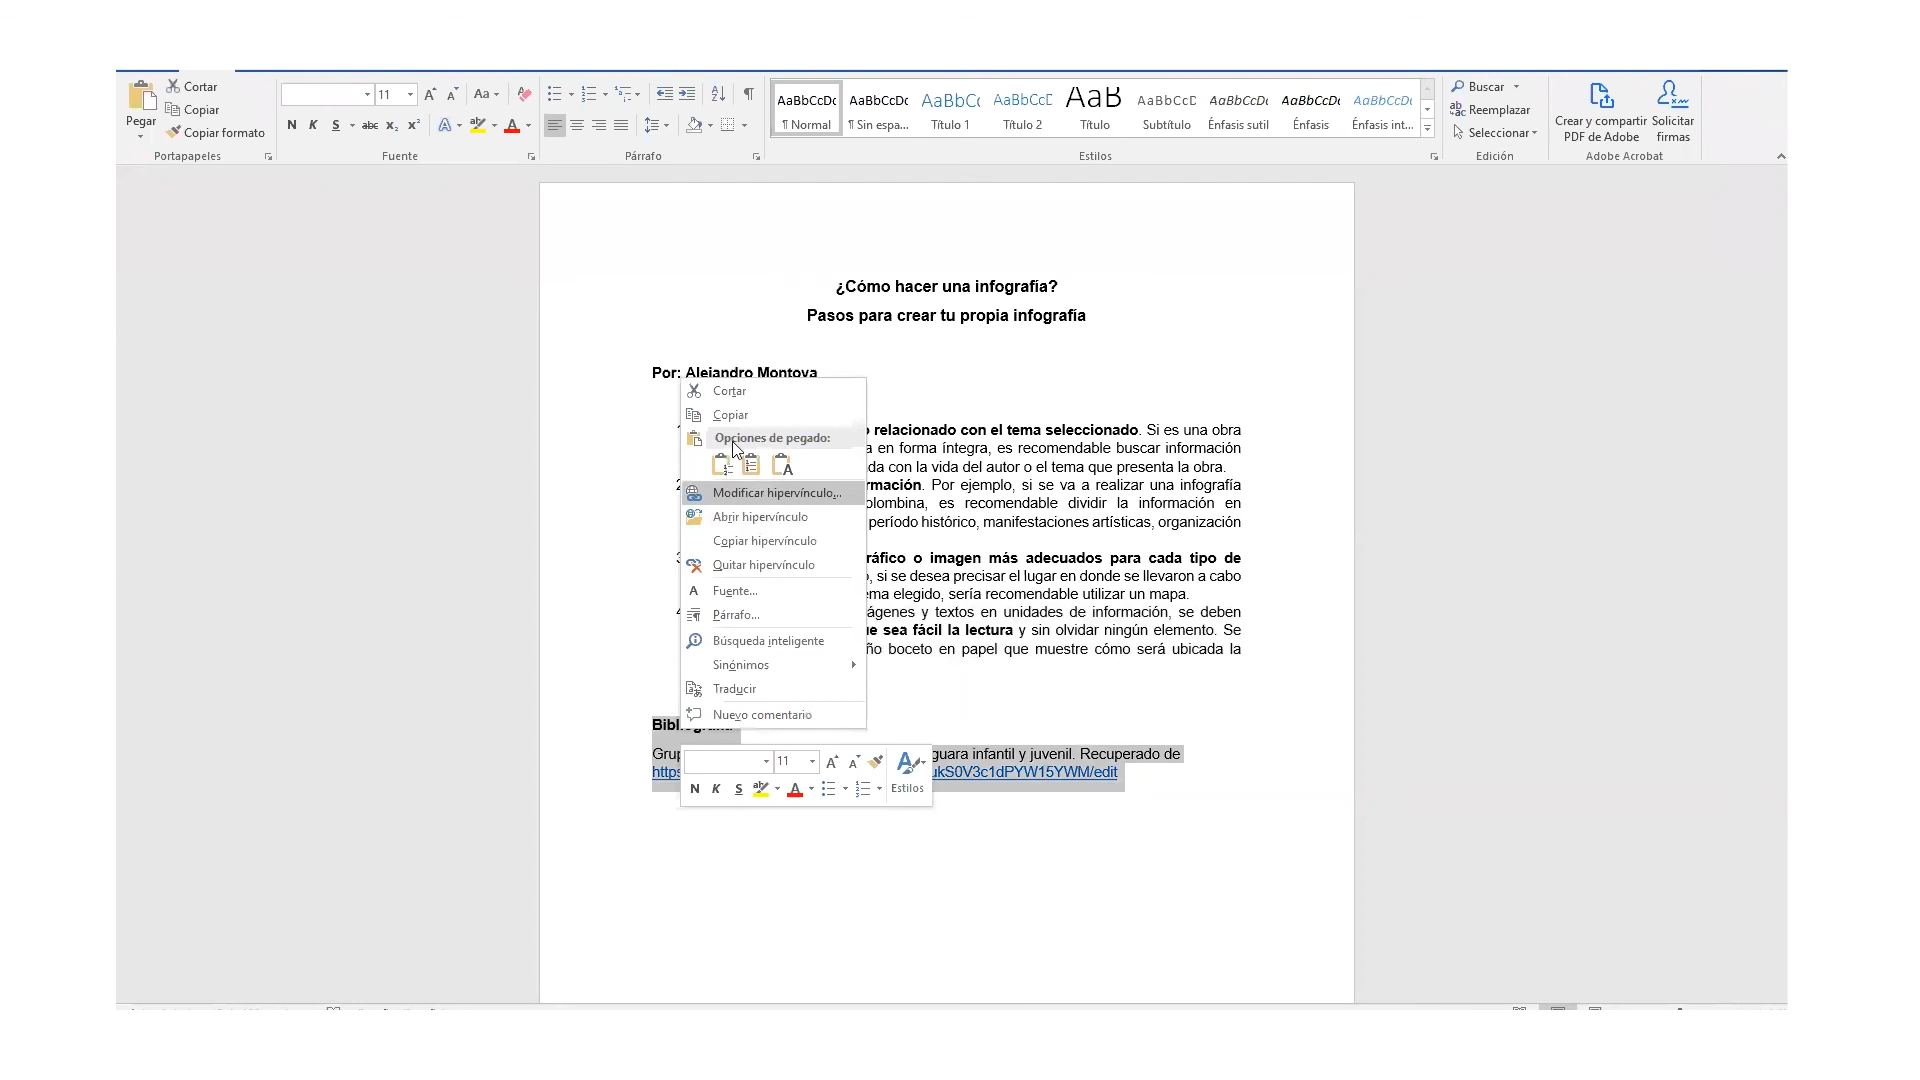 Cortar
Copiar
Copiar formato
Pegar
Portapapeles
11
Aa
N K S abc x₂ x²
A
Fuente
Párrafo
AaBbCcDc AaBbCcDc AaBbCc AaBbCcD AaB AaBbCcD AaBbCcDc AaBbCcDc AaBbCcDc
¶ Normal ¶ Sin espa... Título 1 Título 2 Título Subtítulo Énfasis sutil Énfasis Énfasis int...
Estilos
Buscar
Reemplazar
Seleccionar
Edición
Crear y compartir PDF de Adobe
Solicitar firmas
Adobe Acrobat
¿Cómo hacer una infografía?
Pasos para crear tu propia infografía
Por: Alejandro Montoya
relacionado con el tema seleccionado. Si es una obra
en forma íntegra, es recomendable buscar información
con la vida del autor o el tema que presenta la obra.
Por ejemplo, si se va a realizar una infografía
es recomendable dividir la información en
período histórico, manifestaciones artísticas, organización
o imagen más adecuados para cada tipo de
si se desea precisar el lugar en donde se llevaron a cabo
elegido, sería recomendable utilizar un mapa.
y textos en unidades de información, se deben
sea fácil la lectura y sin olvidar ningún elemento. Se
boceto en papel que muestre cómo será ubicada la
Cortar
Copiar
Opciones de pegado:
Modificar hipervínculo...
Abrir hipervínculo
Copiar hipervínculo
Quitar hipervínculo
Fuente...
Párrafo...
Búsqueda inteligente
Sinónimos
Traducir
Nuevo comentario
infantil y juvenil. Recuperado de
https
ukS0V3c1dPYW15YWM/edit
11
N K S A
Estilos